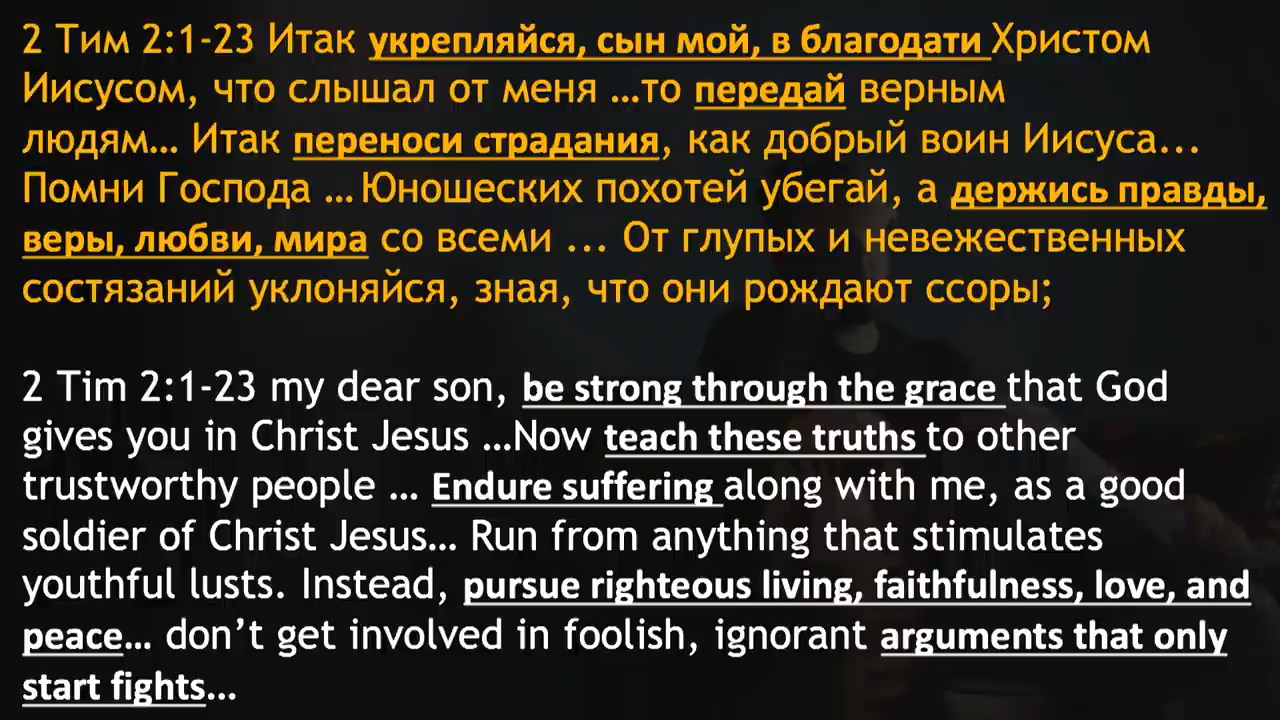 2 Тим 2:1-23 Итак укрепляйся, сын мой, в благодати Христом
Иисусом, что слышал от меня …то передай верным
людям… Итак переноси страдания, как добрый воин Иисуса...
Помни Господа … Юношеских похотей убегай, а держись правды,
веры, любви, мира со всеми ... От глупых и невежественных
состязаний уклоняйся, зная, что они рождают ссоры;
2 Tim 2:1-23 my dear son, be strong through the grace that God
gives you in Christ Jesus …Now teach these truths to other
trustworthy people … Endure suffering along with me, as a good
soldier of Christ Jesus… Run from anything that stimulates
youthful lusts. Instead, pursue righteous living, faithfulness, love, and
peace… don’t get involved in foolish, ignorant arguments that only
start fights…